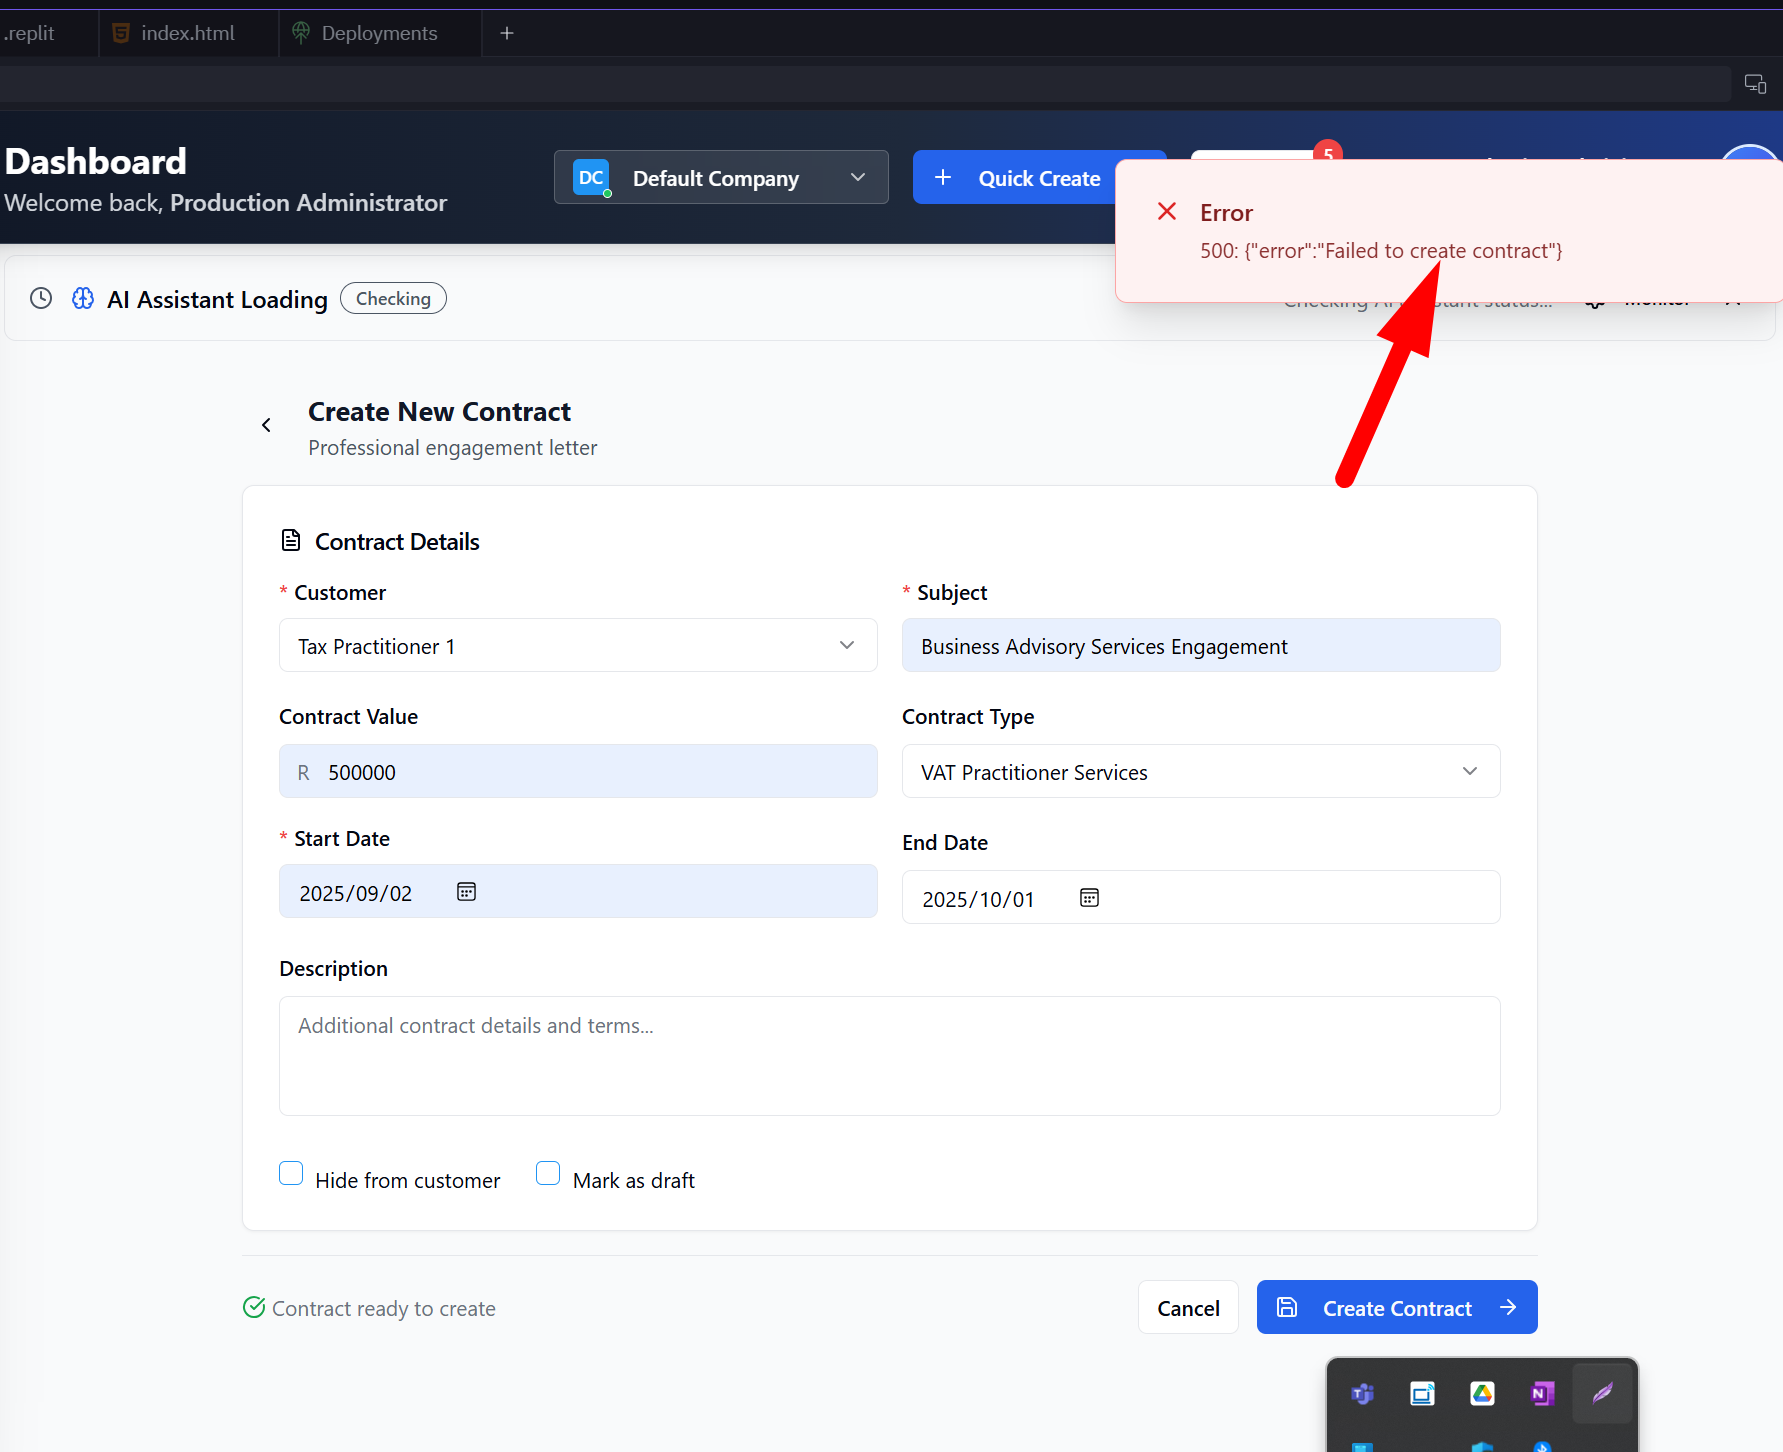 .replit
index.html
Deployments
Dashboard
Welcome back, Production Administrator
DC
Default Company
Quick Create
5
Error
500: {"error":"Failed to create contract"}
AI Assistant Loading
Checking
Create New Contract
Professional engagement letter
Contract Details
* Customer
* Subject
Tax Practitioner 1
Business Advisory Services Engagement
Contract Value
Contract Type
R 500000
VAT Practitioner Services
* Start Date
End Date
2025/09/02
2025/10/01
Description
Additional contract details and terms...
Hide from customer
Mark as draft
Contract ready to create
Cancel
Create Contract